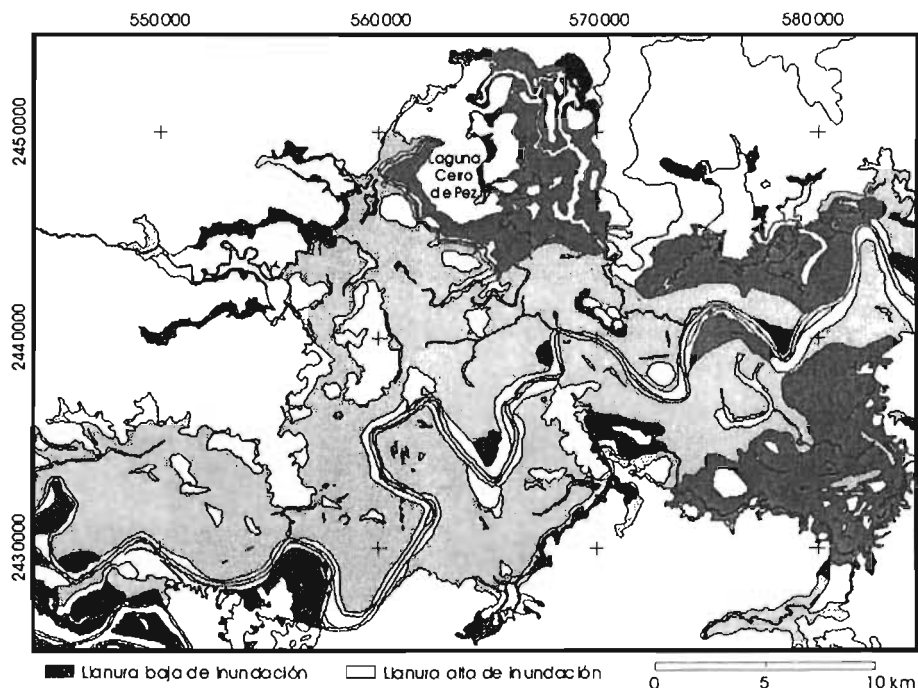 550000 560000 570000 580000
2450000
2440000
2430000
Laguna
Cero
de Pez
Llanura baja de inundación Llanura alta de inundación
0 5 10 km